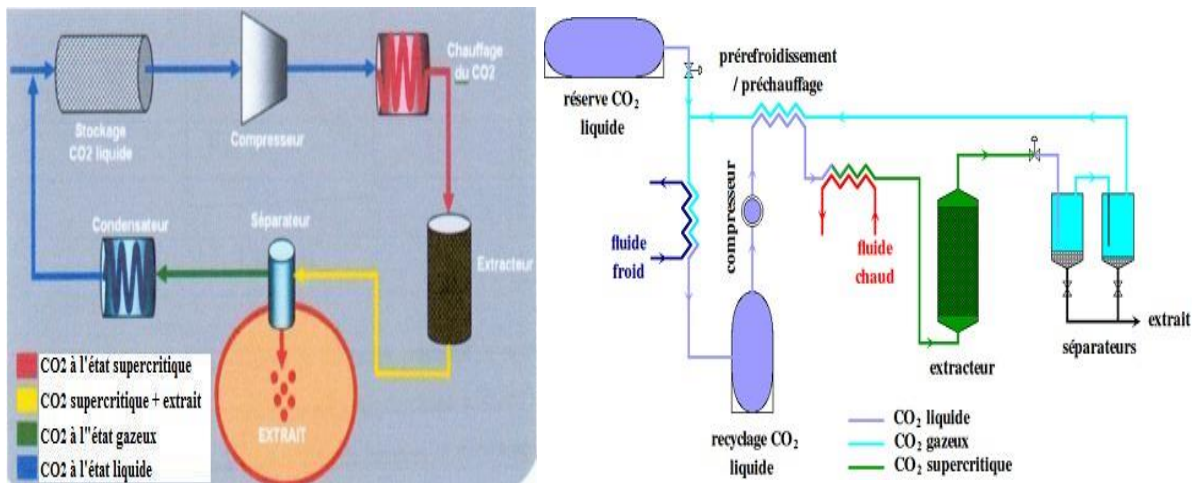 Stockage
CO2 liquide
Compresseur
Chauffage
du CO2
Condensateur
Séparateur
Extracteur
EXTRAIT
CO2 à l'état supercritique
CO2 supercritique + extrait
CO2 à l''état gazeux
CO2 à l'état liquide
réserve CO₂
liquide
prérefroidissement
/ préchauffage
compresseur
fluide
froid
fluide
chaud
extracteur
extrait
séparateurs
recyclage CO₂
liquide
CO₂ liquide
CO₂ gazeux
CO₂ supercritique